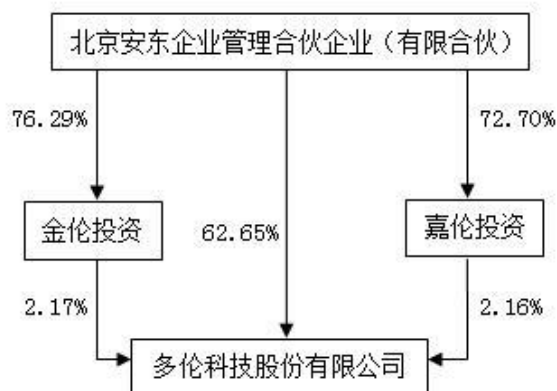 北京安东企业管理合伙企业（有限合伙）
76.29%
72.70%
金伦投资
62.65%
嘉伦投资
2.17%
2.16%
多伦科技股份有限公司